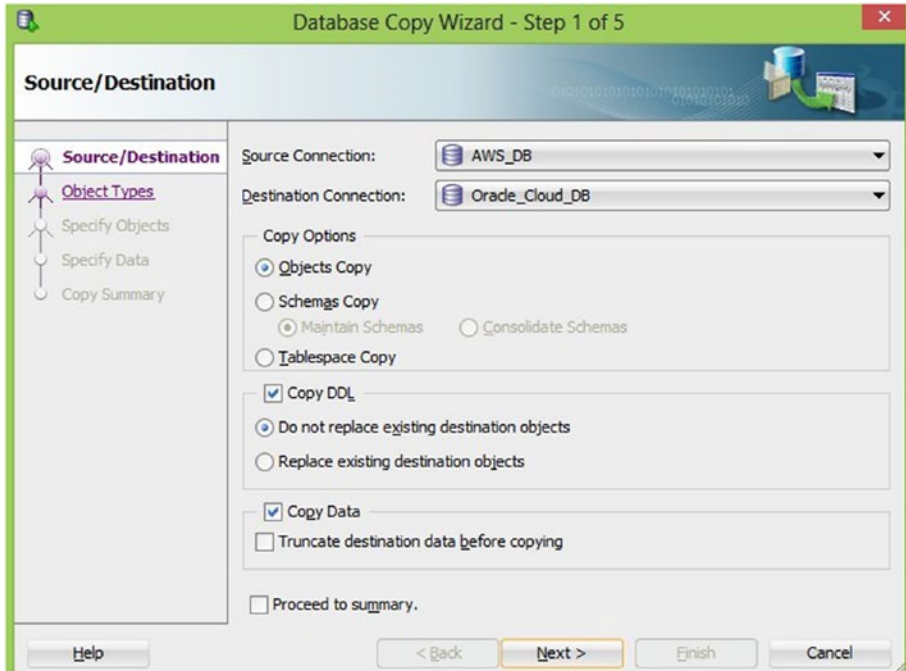 Database Copy Wizard - Step 1 of 5
Source/Destination
Source/Destination
Object Types
Specify Objects
Specify Data
Copy Summary
Source Connection: AWS_DB
Destination Connection: Oracle_Cloud_DB
Copy Options
Objects Copy
Schemas Copy
Maintain Schemas Consolidate Schemas
Tablespace Copy
Copy DDL
Do not replace existing destination objects
Replace existing destination objects
Copy Data
Truncate destination data before copying
Proceed to summary.
Help < Back Next > Finish Cancel